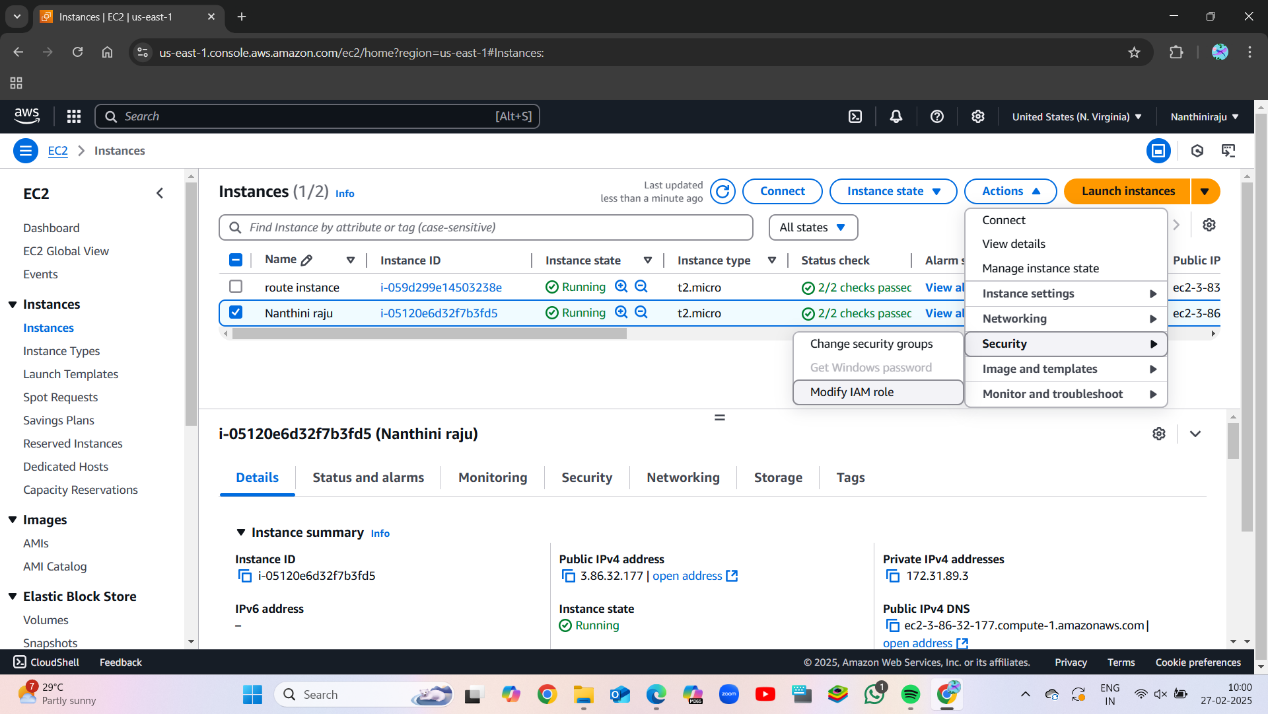 Instances | EC2 | us-east-1
us-east-1.console.aws.amazon.com/ec2/home?region=us-east-1#Instances:
aws
Search
[Alt+S]
United States (N. Virginia)
Nanthiniraju
EC2
Instances
EC2
Dashboard
EC2 Global View
Events
Instances
Instances
Instance Types
Launch Templates
Spot Requests
Savings Plans
Reserved Instances
Dedicated Hosts
Capacity Reservations
Images
AMIs
AMI Catalog
Elastic Block Store
Volumes
Snapshots
Instances (1/2) Info
Last updated
less than a minute ago
Connect
Instance state
Actions
Launch instances
Find Instance by attribute or tag (case-sensitive)
All states
Name Instance ID Instance state Instance type Status check Alarm s Public IP
route instance i-059d299e14503238e Running t2.micro 2/2 checks passec View al ec2-3-83
Nanthini raju i-05120e6d32f7b3fd5 Running t2.micro 2/2 checks passec View al ec2-3-86
Connect
View details
Manage instance state
Instance settings
Networking
Security
Image and templates
Monitor and troubleshoot
Change security groups
Get Windows password
Modify IAM role
i-05120e6d32f7b3fd5 (Nanthini raju)
Details Status and alarms Monitoring Security Networking Storage Tags
Instance summary Info
Instance ID
i-05120e6d32f7b3fd5
IPv6 address
–
Public IPv4 address
3.86.32.177 | open address
Instance state
Running
Private IPv4 addresses
172.31.89.3
Public IPv4 DNS
ec2-3-86-32-177.compute-1.amazonaws.com |
open address
CloudShell Feedback © 2025, Amazon Web Services, Inc. or its affiliates. Privacy Terms Cookie preferences
7
29°C
Partly sunny
Search
zoom
1
ENG
IN
10:00
27-02-2025